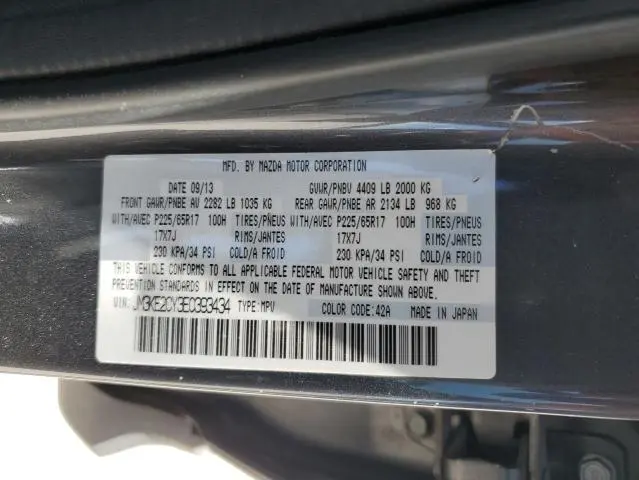 MFD. BY MAZDA MOTOR CORPORATION
DATE 09/13 GVWR/PNBV 4409 LB 2000 KG
FRONT GAWR/PNBE AV 2282 LB 1035 KG REAR GAWR/PNBE AR 2134 LB 968 KG
WITH/AVEC P225/65R17 100H TIRES/PNEUS WITH/AVEC P225/65R17 100H TIRES/PNEUS
17X7J RIMS/JANTES 17X7J RIMS/JANTES
230 KPA/34 PSI COLD/A FROID 230 KPA/34 PSI COLD/A FROID
THIS VEHICLE CONFORMS TO ALL APPLICABLE FEDERAL MOTOR VEHICLE SAFETY AND THEFT
PREVENTION STANDARDS IN EFFECT ON THE DATE OF MANUFACTURE SHOWN ABOVE.
VIN: JM3KE2CY3E0393434 TYPE:MPV COLOR CODE:42A MADE IN JAPAN